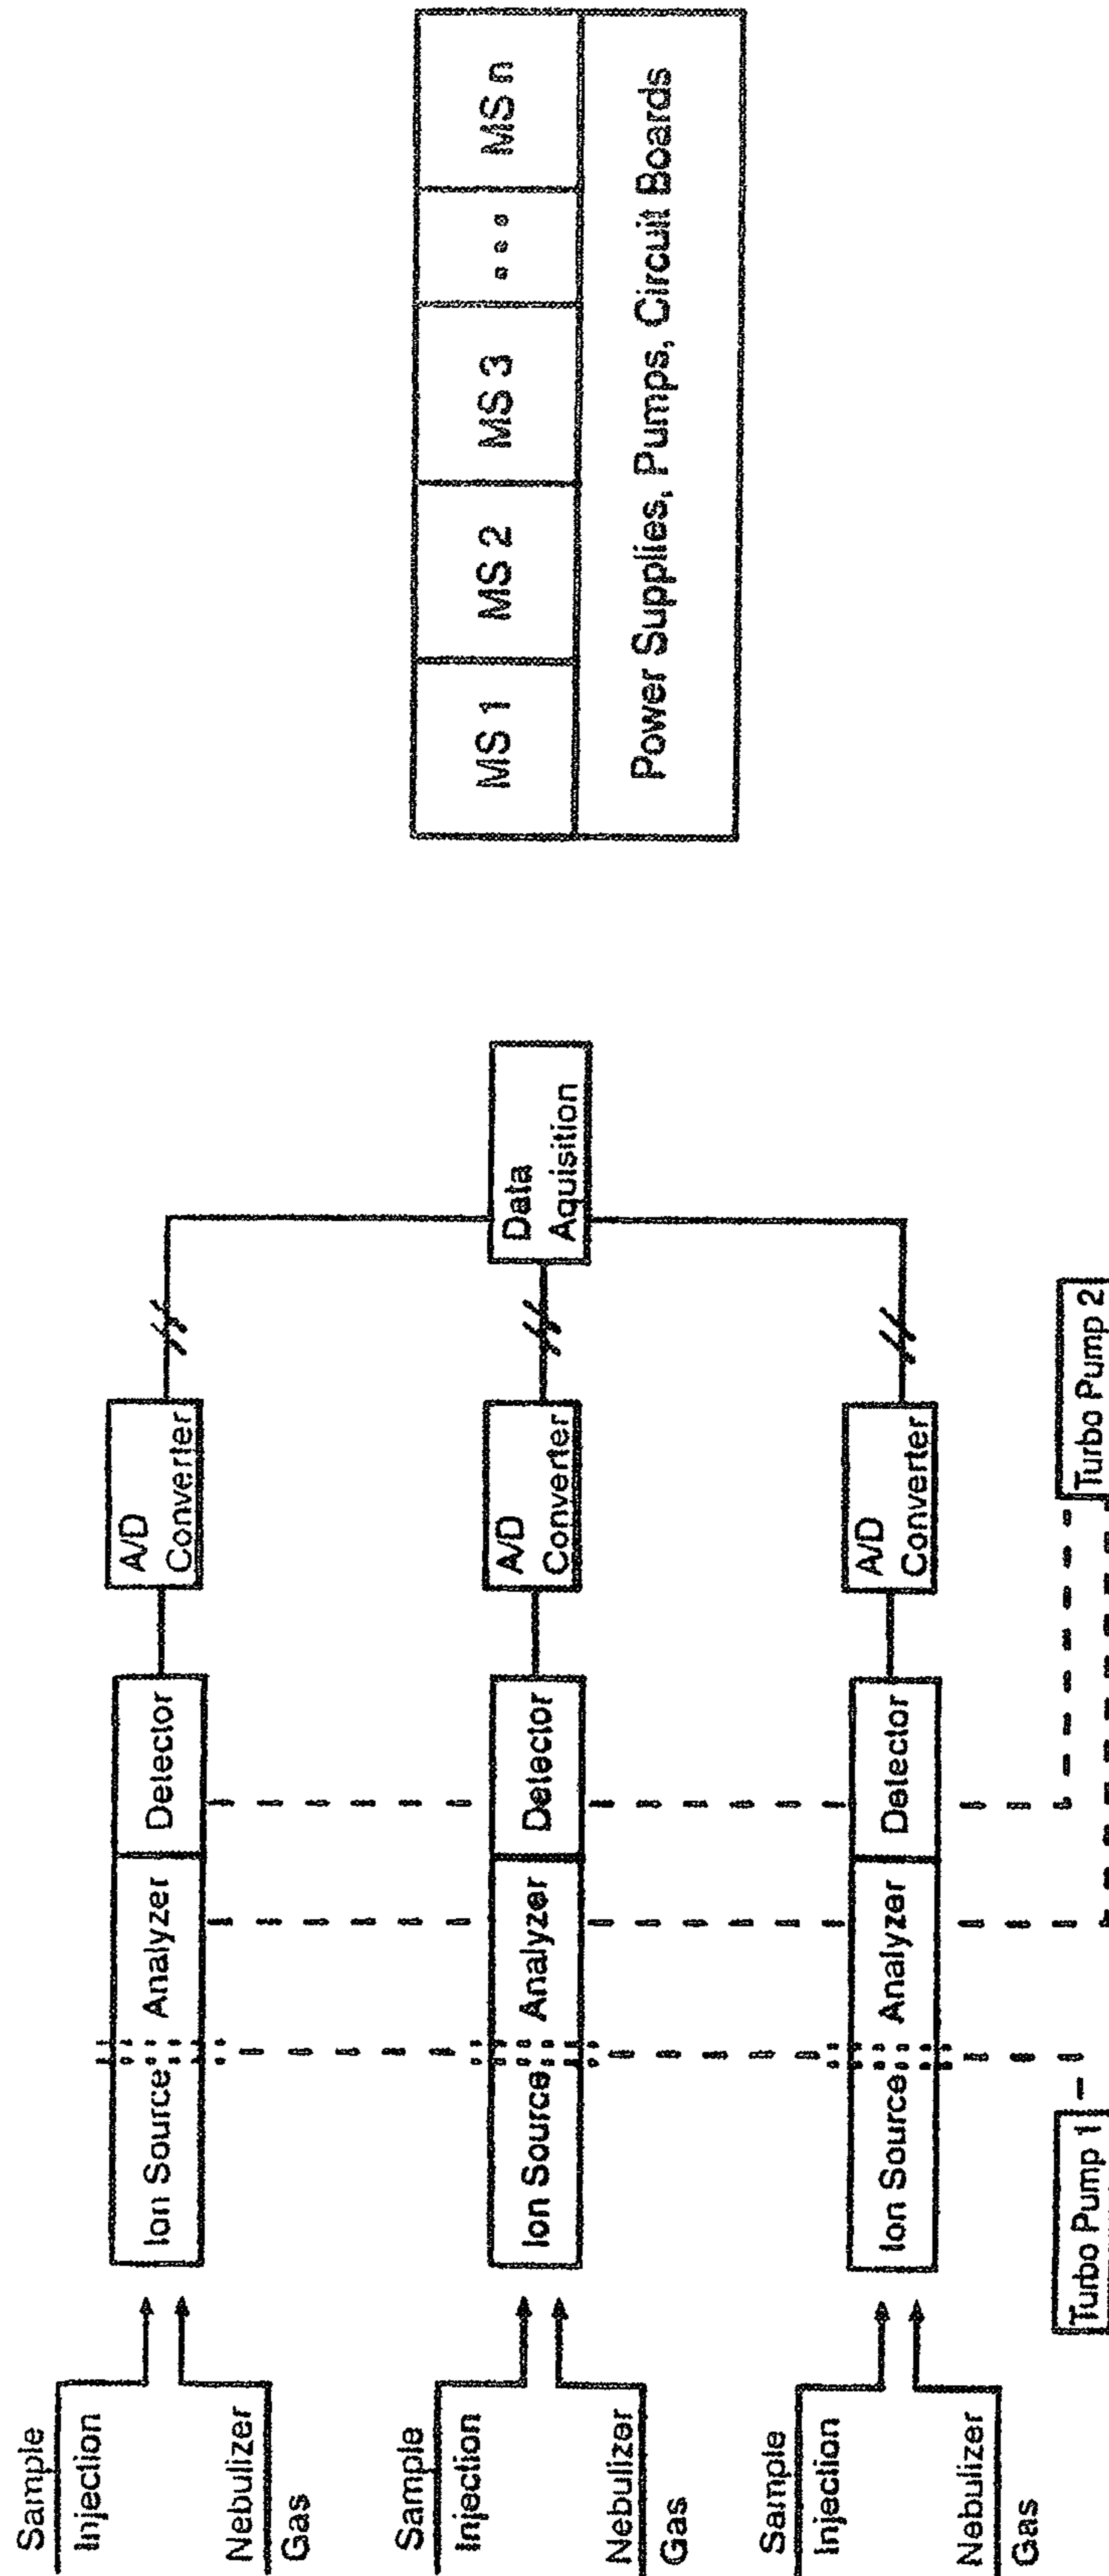 Sample
Injection
Nebulizer
Gas
Ion Source
Analyzer
Detector
A/D
Converter
Sample
Injection
Nebulizer
Gas
Ion Source
Analyzer
Detector
A/D
Converter
Data
Aquisition
Sample
Injection
Nebulizer
Gas
Ion Source
Analyzer
Detector
A/D
Converter
Turbo Pump 1
Turbo Pump 2
MS 1
MS 2
MS 3
...
MS n
Power Supplies, Pumps, Circuit Boards